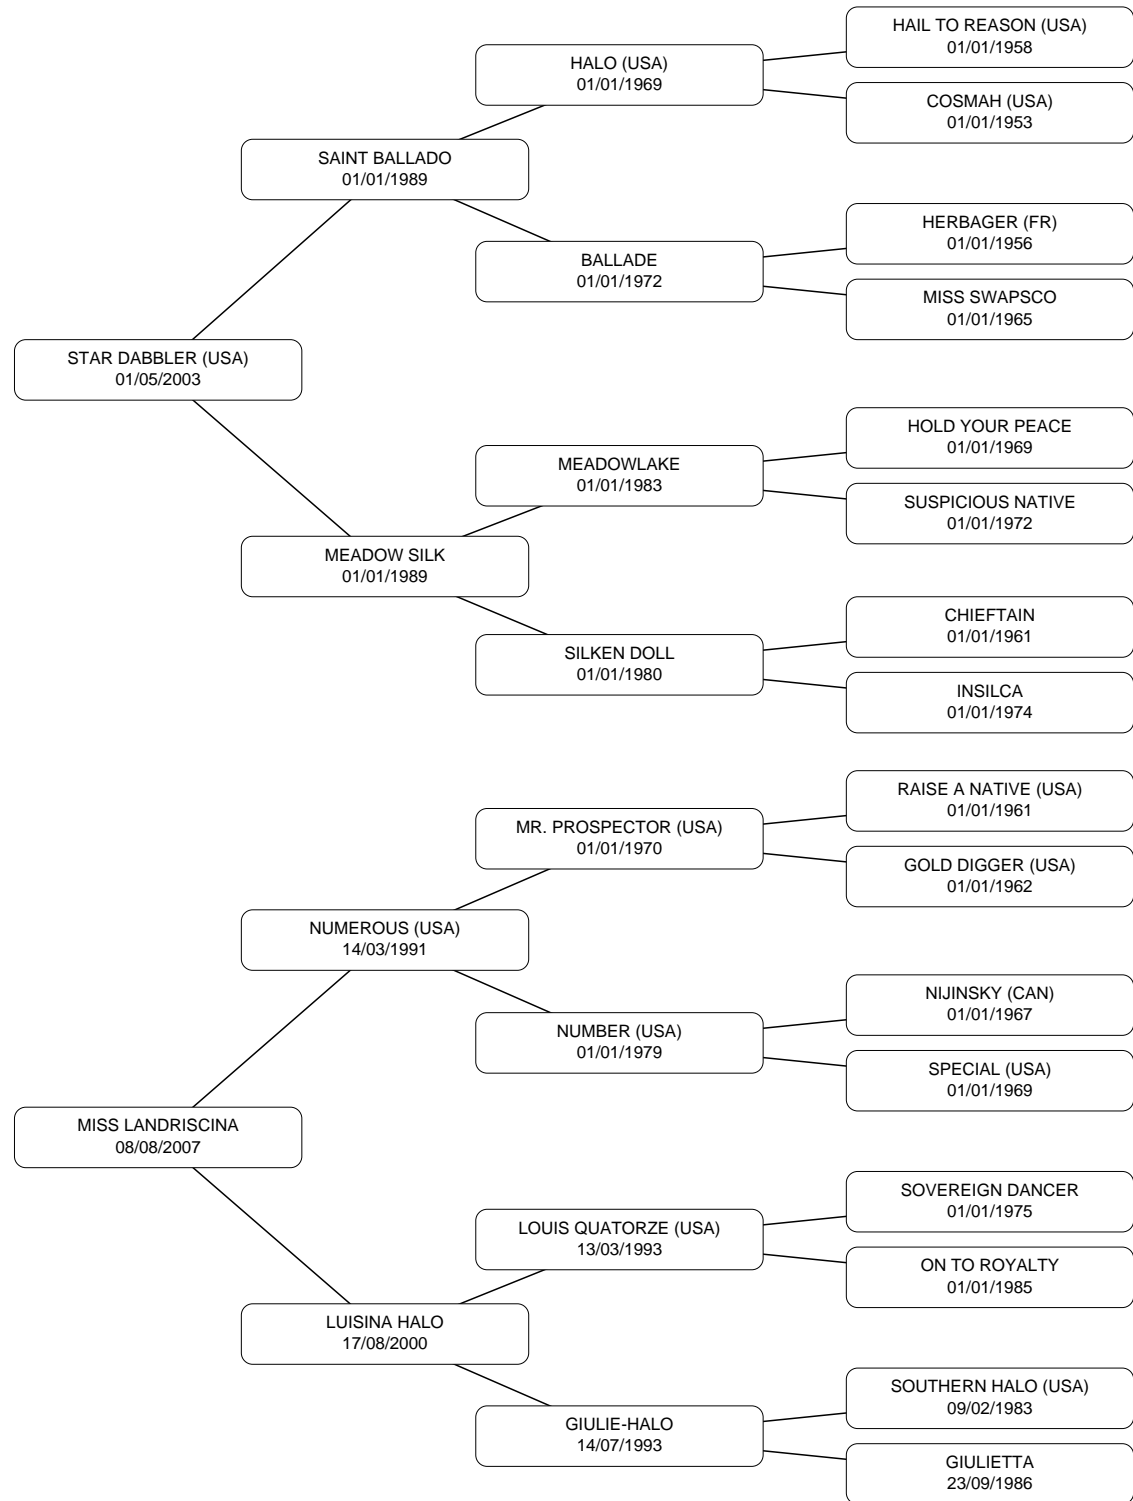 HAIL TO REASON (USA)
01/01/1958
HALO (USA)
01/01/1969
COSMAH (USA)
01/01/1953
SAINT BALLADO
01/01/1989
HERBAGER (FR)
01/01/1956
BALLADE
01/01/1972
MISS SWAPSCO
01/01/1965
STAR DABBLER (USA)
01/05/2003
HOLD YOUR PEACE
01/01/1969
MEADOWLAKE
01/01/1983
SUSPICIOUS NATIVE
01/01/1972
MEADOW SILK
01/01/1989
CHIEFTAIN
01/01/1961
SILKEN DOLL
01/01/1980
INSILCA
01/01/1974
RAISE A NATIVE (USA)
01/01/1961
MR. PROSPECTOR (USA)
01/01/1970
GOLD DIGGER (USA)
01/01/1962
NUMEROUS (USA)
14/03/1991
NIJINSKY (CAN)
01/01/1967
NUMBER (USA)
01/01/1979
SPECIAL (USA)
01/01/1969
MISS LANDRISCINA
08/08/2007
SOVEREIGN DANCER
01/01/1975
LOUIS QUATORZE (USA)
13/03/1993
ON TO ROYALTY
01/01/1985
LUISINA HALO
17/08/2000
SOUTHERN HALO (USA)
09/02/1983
GIULIE-HALO
14/07/1993
GIULIETTA
23/09/1986